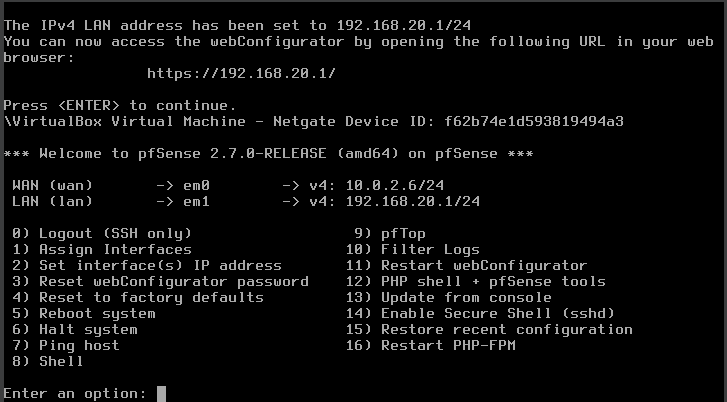 The IPv4 LAN address has been set to 192.168.20.1/24
You can now access the webConfigurator by opening the following URL in your web
browser:
https://192.168.20.1/
Press <ENTER> to continue.
\VirtualBox Virtual Machine - Netgate Device ID: f62b74e1d593819494a3
*** Welcome to pfSense 2.7.0-RELEASE (amd64) on pfSense ***
WAN (wan)       -> em0        -> v4: 10.0.2.6/24
LAN (lan)       -> em1        -> v4: 192.168.20.1/24
0) Logout (SSH only)                  9) pfTop
1) Assign Interfaces                 10) Filter Logs
2) Set interface(s) IP address       11) Restart webConfigurator
3) Reset webConfigurator password    12) PHP shell + pfSense tools
4) Reset to factory defaults         13) Update from console
5) Reboot system                     14) Enable Secure Shell (sshd)
6) Halt system                       15) Restore recent configuration
7) Ping host                         16) Restart PHP-FPM
8) Shell
Enter an option: